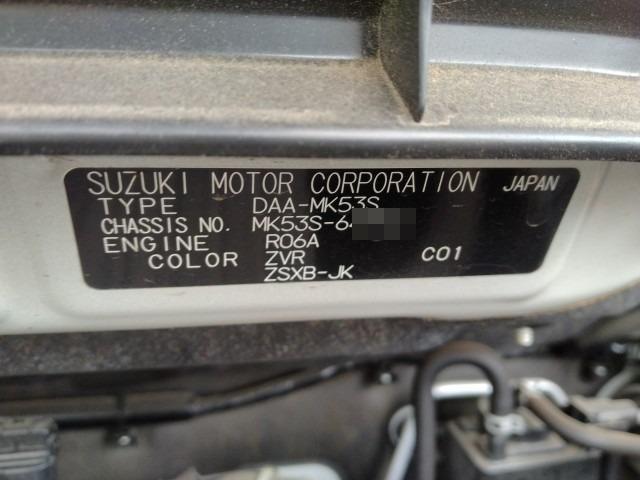 SUZUKI MOTOR CORPORATION JAPAN
TYPE DAA-MK53S
CHASSIS NO. MK53S-6
ENGINE R06A
COLOR ZVR C01
ZSXB-JK